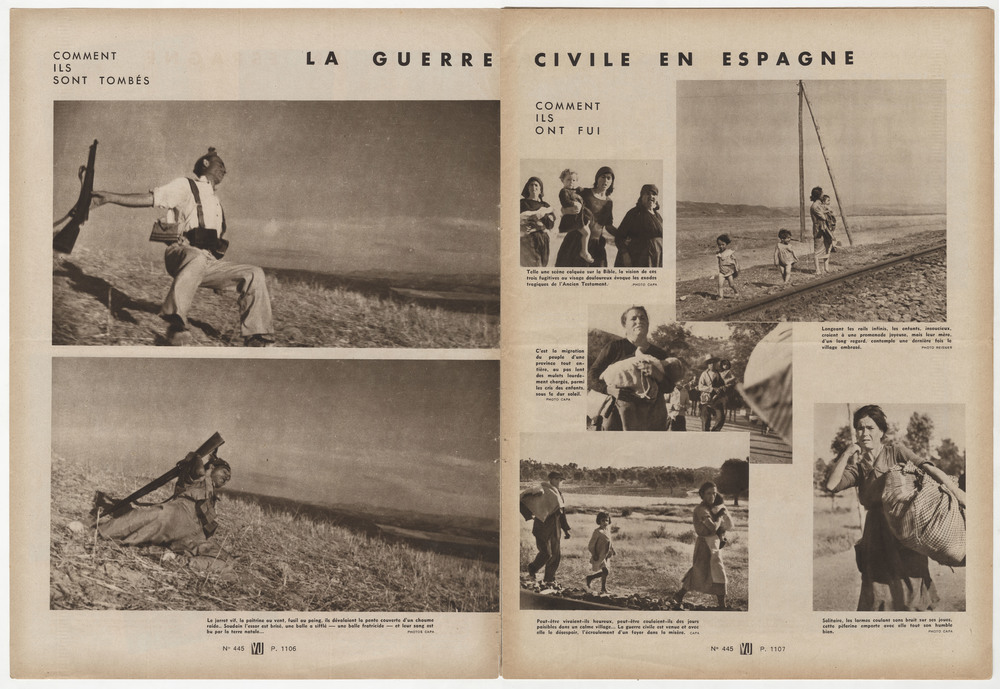 COMMENT
ILS
SONT TOMBÉS
LA GUERRE CIVILE EN ESPAGNE
Le jarret vif, la poitrine au vent, fusil au poing, ils dévalaient la pente couverte d'un chaume
raide... Soudain l'essor est brisé, une balle a sifflé — une balle fratricide — et leur sang est
bu par la terre natale...
PHOTOS CAPA
N° 445 VU P. 1106
COMMENT
ILS
ONT FUI
Telle une scène calquée sur la Bible, la vision de ces
trois fugitives au visage douloureux évoque les exodes
tragiques de l'Ancien Testament.
PHOTO CAPA
Longeant les rails infinis, les enfants, insoucieux,
croient à une promenade joyeuse, mais leur mère,
d'un long regard, contemple une dernière fois le
village embrasé.
PHOTO REISNER
C'est la migration
du peuple d'une
province tout en-
tière, au pas lent
des mulets lourde-
ment chargés, parmi
les cris des enfants,
sous le dur soleil.
PHOTO CAPA
Peut-être vivaient-ils heureux, peut-être coulaient-ils des jours
paisibles dans un calme village... La guerre civile est venue et avec
elle le désespoir, l'écroulement d'un foyer dans la misère.
CAPA
Solitaire, les larmes coulant sans bruit sur ses joues,
cette pèlerine emporte avec elle tout son humble
bien.
PHOTO CAPA
N° 445 VU P. 1107